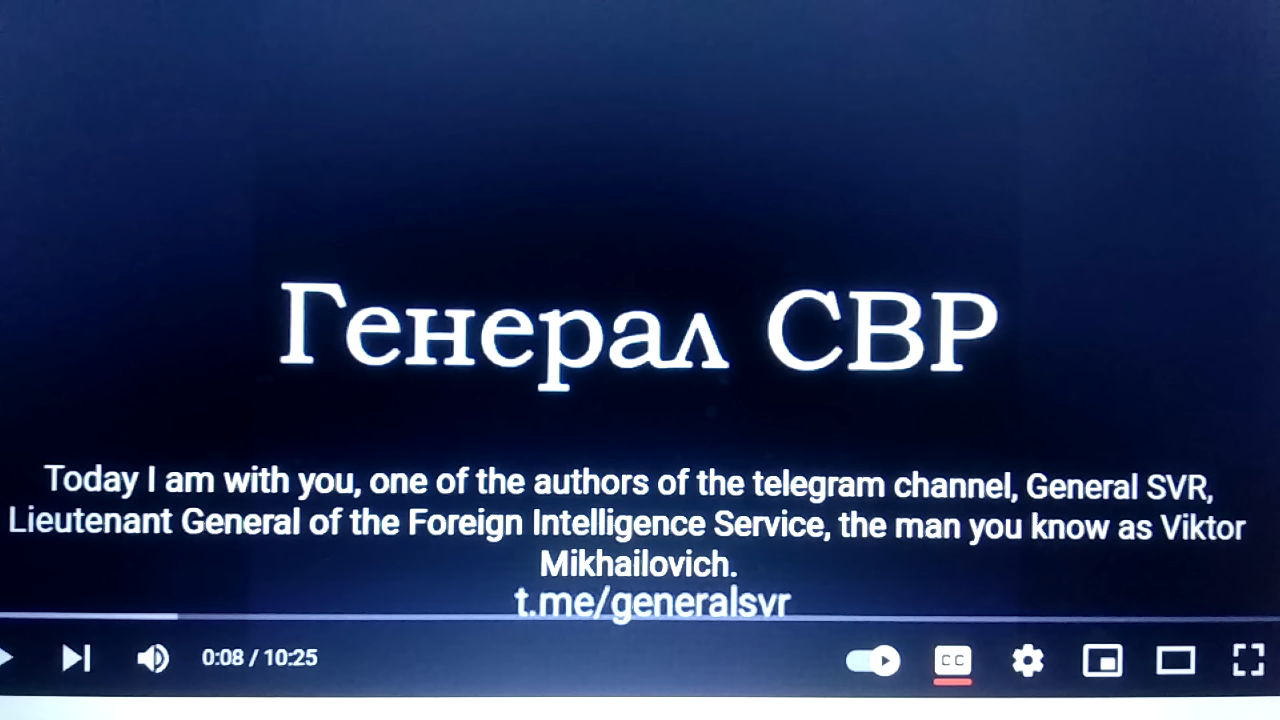 Генерал СВР
Today I am with you, one of the authors of the telegram channel, General SVR,
Lieutenant General of the Foreign Intelligence Service, the man you know as Viktor
Mikhailovich.
t.me/generalsvr
0:08 / 10:25
CC